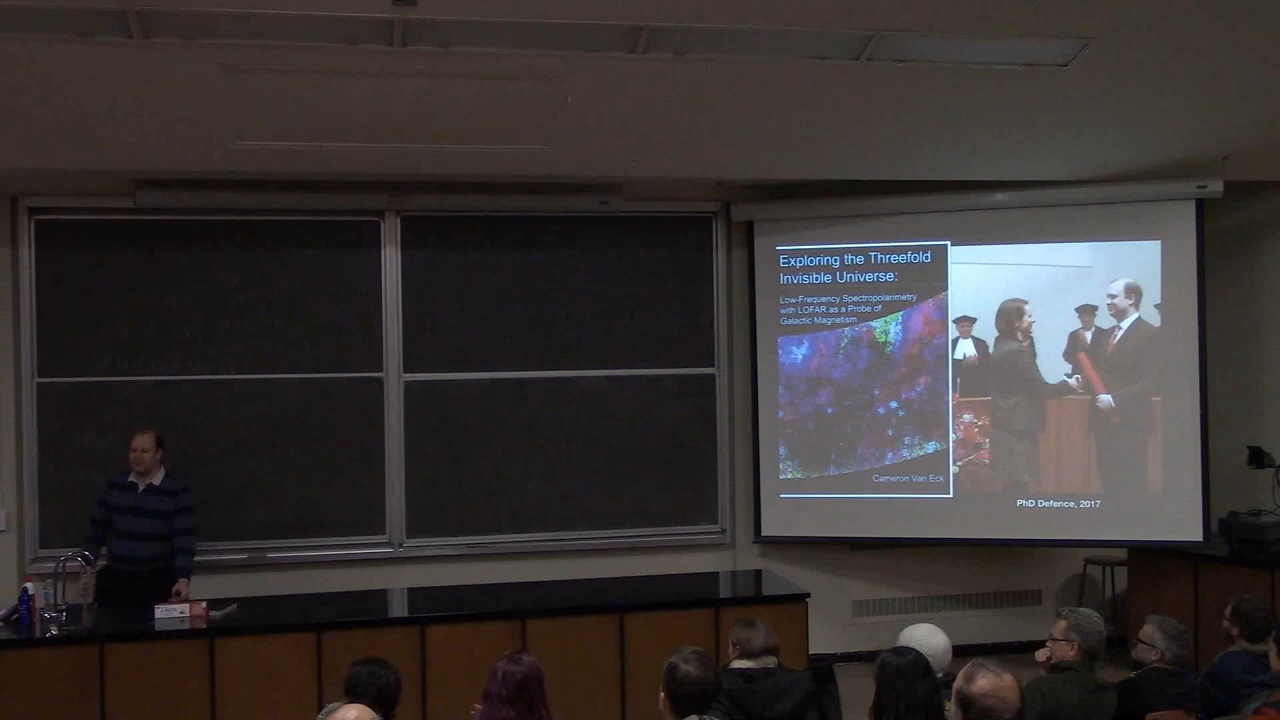 Exploring the Threefold
Invisible Universe:
Low-Frequency Spectropolarimetry
with LOFAR as a Probe of
Galactic Magnetism
Cameron Van Eck
PhD Defence, 2017